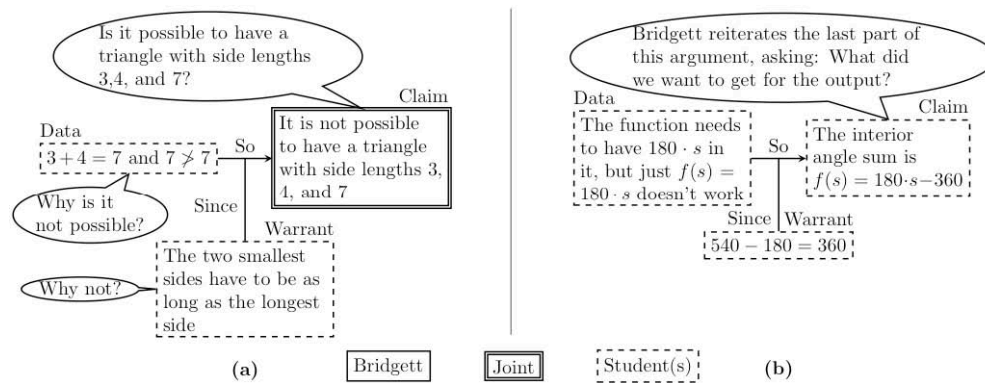 Is it possible to have a
triangle with side lengths
3,4, and 7?
Claim
It is not possible
to have a triangle
with side lengths 3,
4, and 7
Data
3 + 4 = 7 and 7 ≯ 7
So
Why is it
not possible?
Since
Warrant
The two smallest
sides have to be as
long as the longest
side
Why not?
(a)
Bridgett reiterates the last part
of this argument, asking: What did
we want to get for the output?
Claim
Data
The function needs
to have 180 · s in
it, but just f(s) =
180 · s doesn't work
So
The interior
angle sum is
f(s) = 180·s−360
Since
Warrant
540 − 180 = 360
(b)
Bridgett
Joint
Student(s)